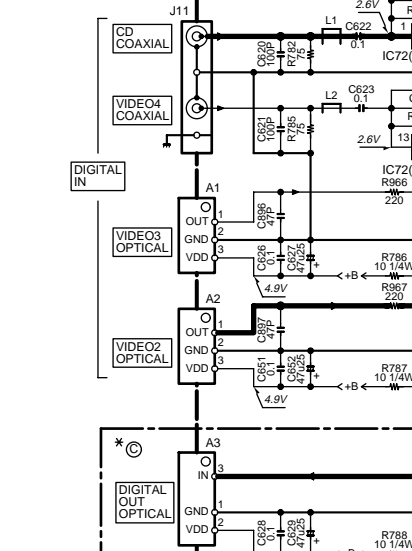 J11
2.6V
CD
COAXIAL
C620
100P
R782
75
L1
C622
0.1
1
IC72(
VIDEO4
COAXIAL
C621
100P
R785
75
L2
C623
0.1
2.6V
13
IC72(
DIGITAL
IN
A1
R966
220
VIDEO3
OPTICAL
OUT
1
GND
2
VDD
3
C896
47P
C626
0.1
C627
47u25
+
+B
R786
10 1/4W
4.9V
R967
220
A2
VIDEO2
OPTICAL
OUT
1
GND
2
VDD
3
C897
47P
C651
0.1
C652
47u25
+
+B
R787
10 1/4W
4.9V
* ©
A3
DIGITAL
OUT
OPTICAL
IN
3
GND
1
VDD
2
C628
0.1
C629
47u25
+
R788
10 1/4W